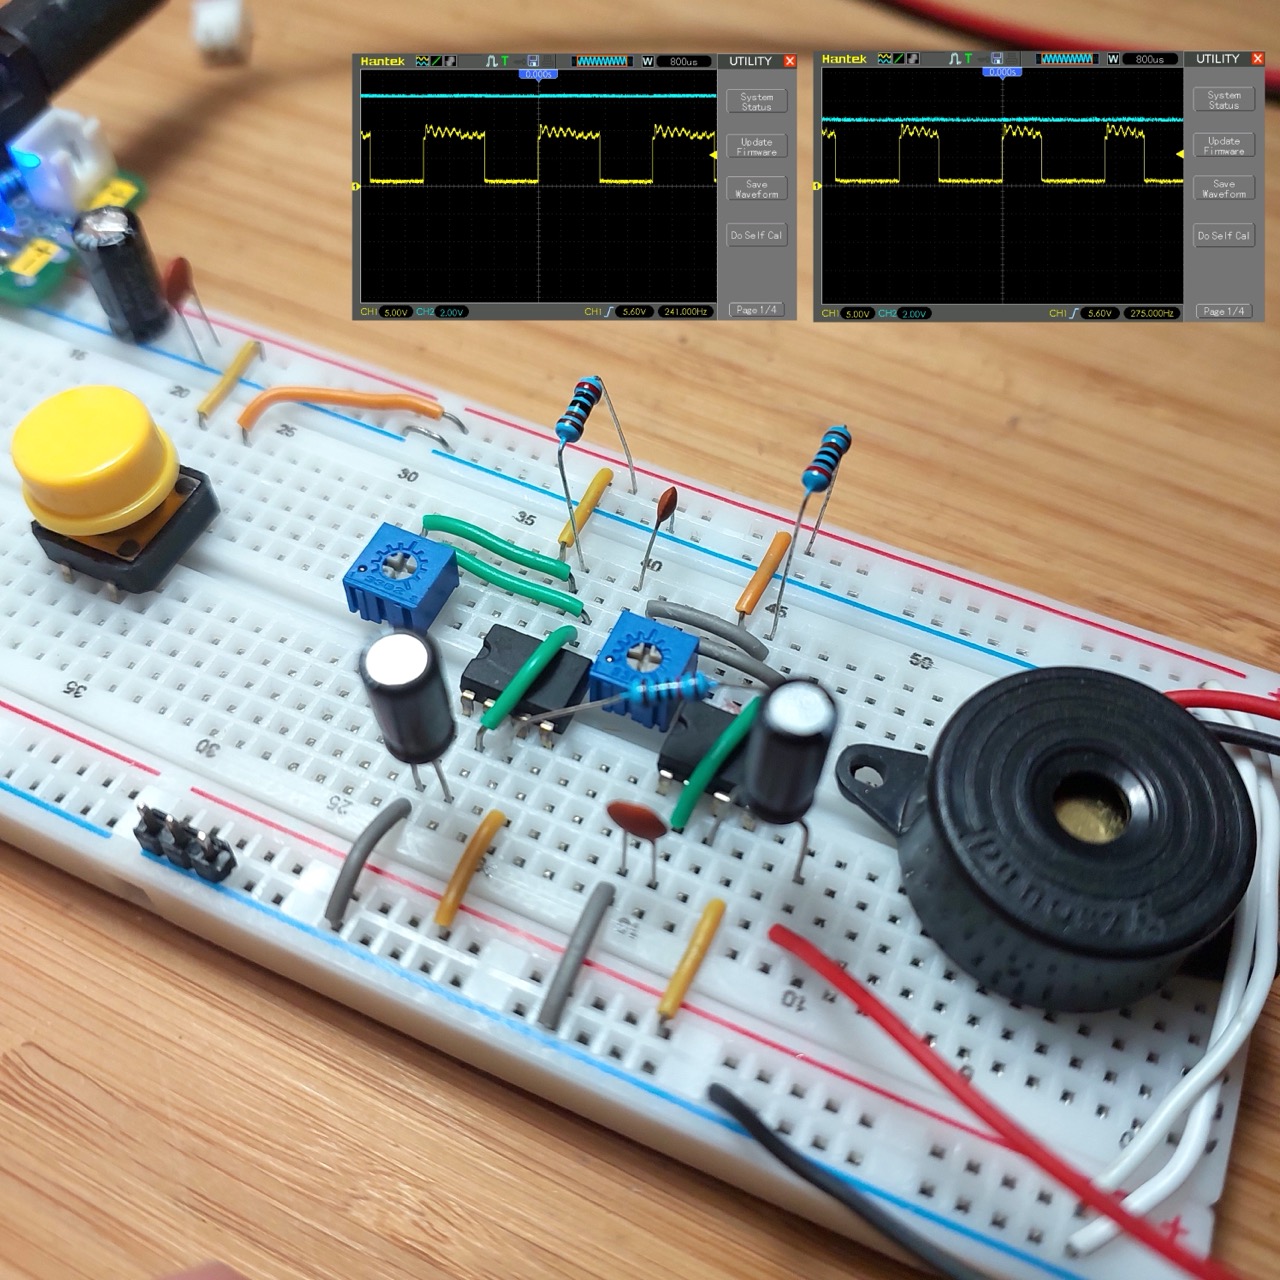 Hantek T W 800us UTILITY
0.000s
System
Status
Update
Firmware
Save
Waveform
Do Self Cal
1
CH1 5.00V CH2 2.00V CH1 5.60V 241.000Hz
Page 1/4
Hantek T W 800us UTILITY
0.000s
System
Status
Update
Firmware
Save
Waveform
Do Self Cal
1
CH1 5.00V CH2 2.00V CH1 5.60V 275.000Hz
Page 1/4
20
25
30
35
40
45
50
35
30
25
10
+